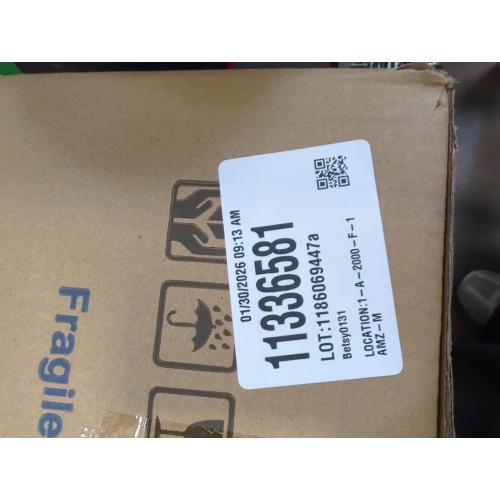 01/30/2026 09:13 AM
11336581
LOT:1186069447a
Betsy0131
LOCATION:1-A-2000-F-1
AMZ-M
Fragile